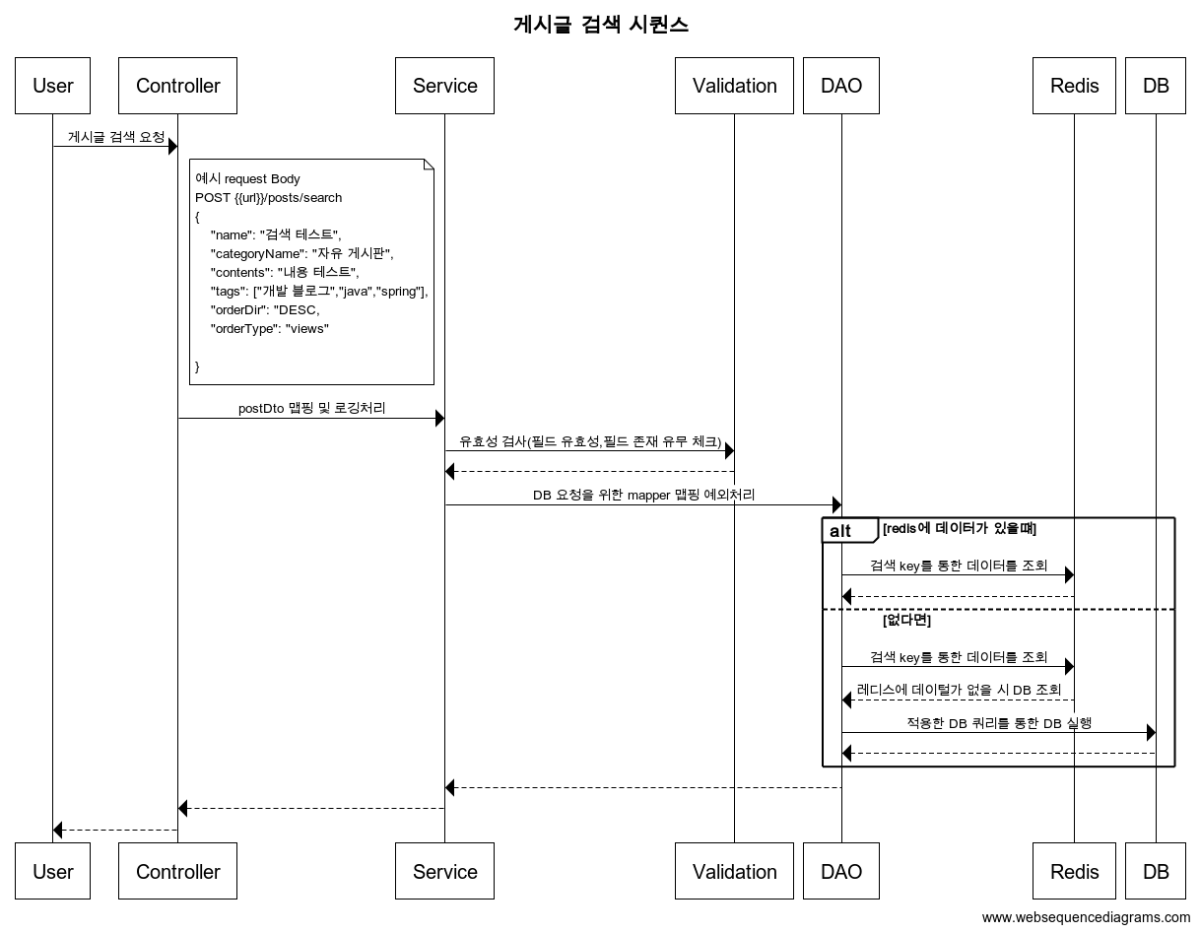 게시글 검색 시퀀스
User
Controller
Service
Validation
DAO
Redis
DB
게시글 검색 요청
예시 request Body
POST {{url}}/posts/search
{
"name": "검색 테스트",
"categoryName": "자유 게시판",
"contents": "내용 테스트",
"tags": ["개발 블로그","java","spring"],
"orderDir": "DESC,
"orderType": "views"
}
postDto 맵핑 및 로깅처리
유효성 검사(필드 유효성,필드 존재 유무 체크)
DB 요청을 위한 mapper 맵핑 예외처리
alt
[redis에 데이터가 있을떄]
검색 key를 통한 데이터를 조회
[없다면]
검색 key를 통한 데이터를 조회
레디스에 데이털가 없을 시 DB 조회
적용한 DB 쿼리를 통한 DB 실행
User
Controller
Service
Validation
DAO
Redis
DB
www.websequencediagrams.com